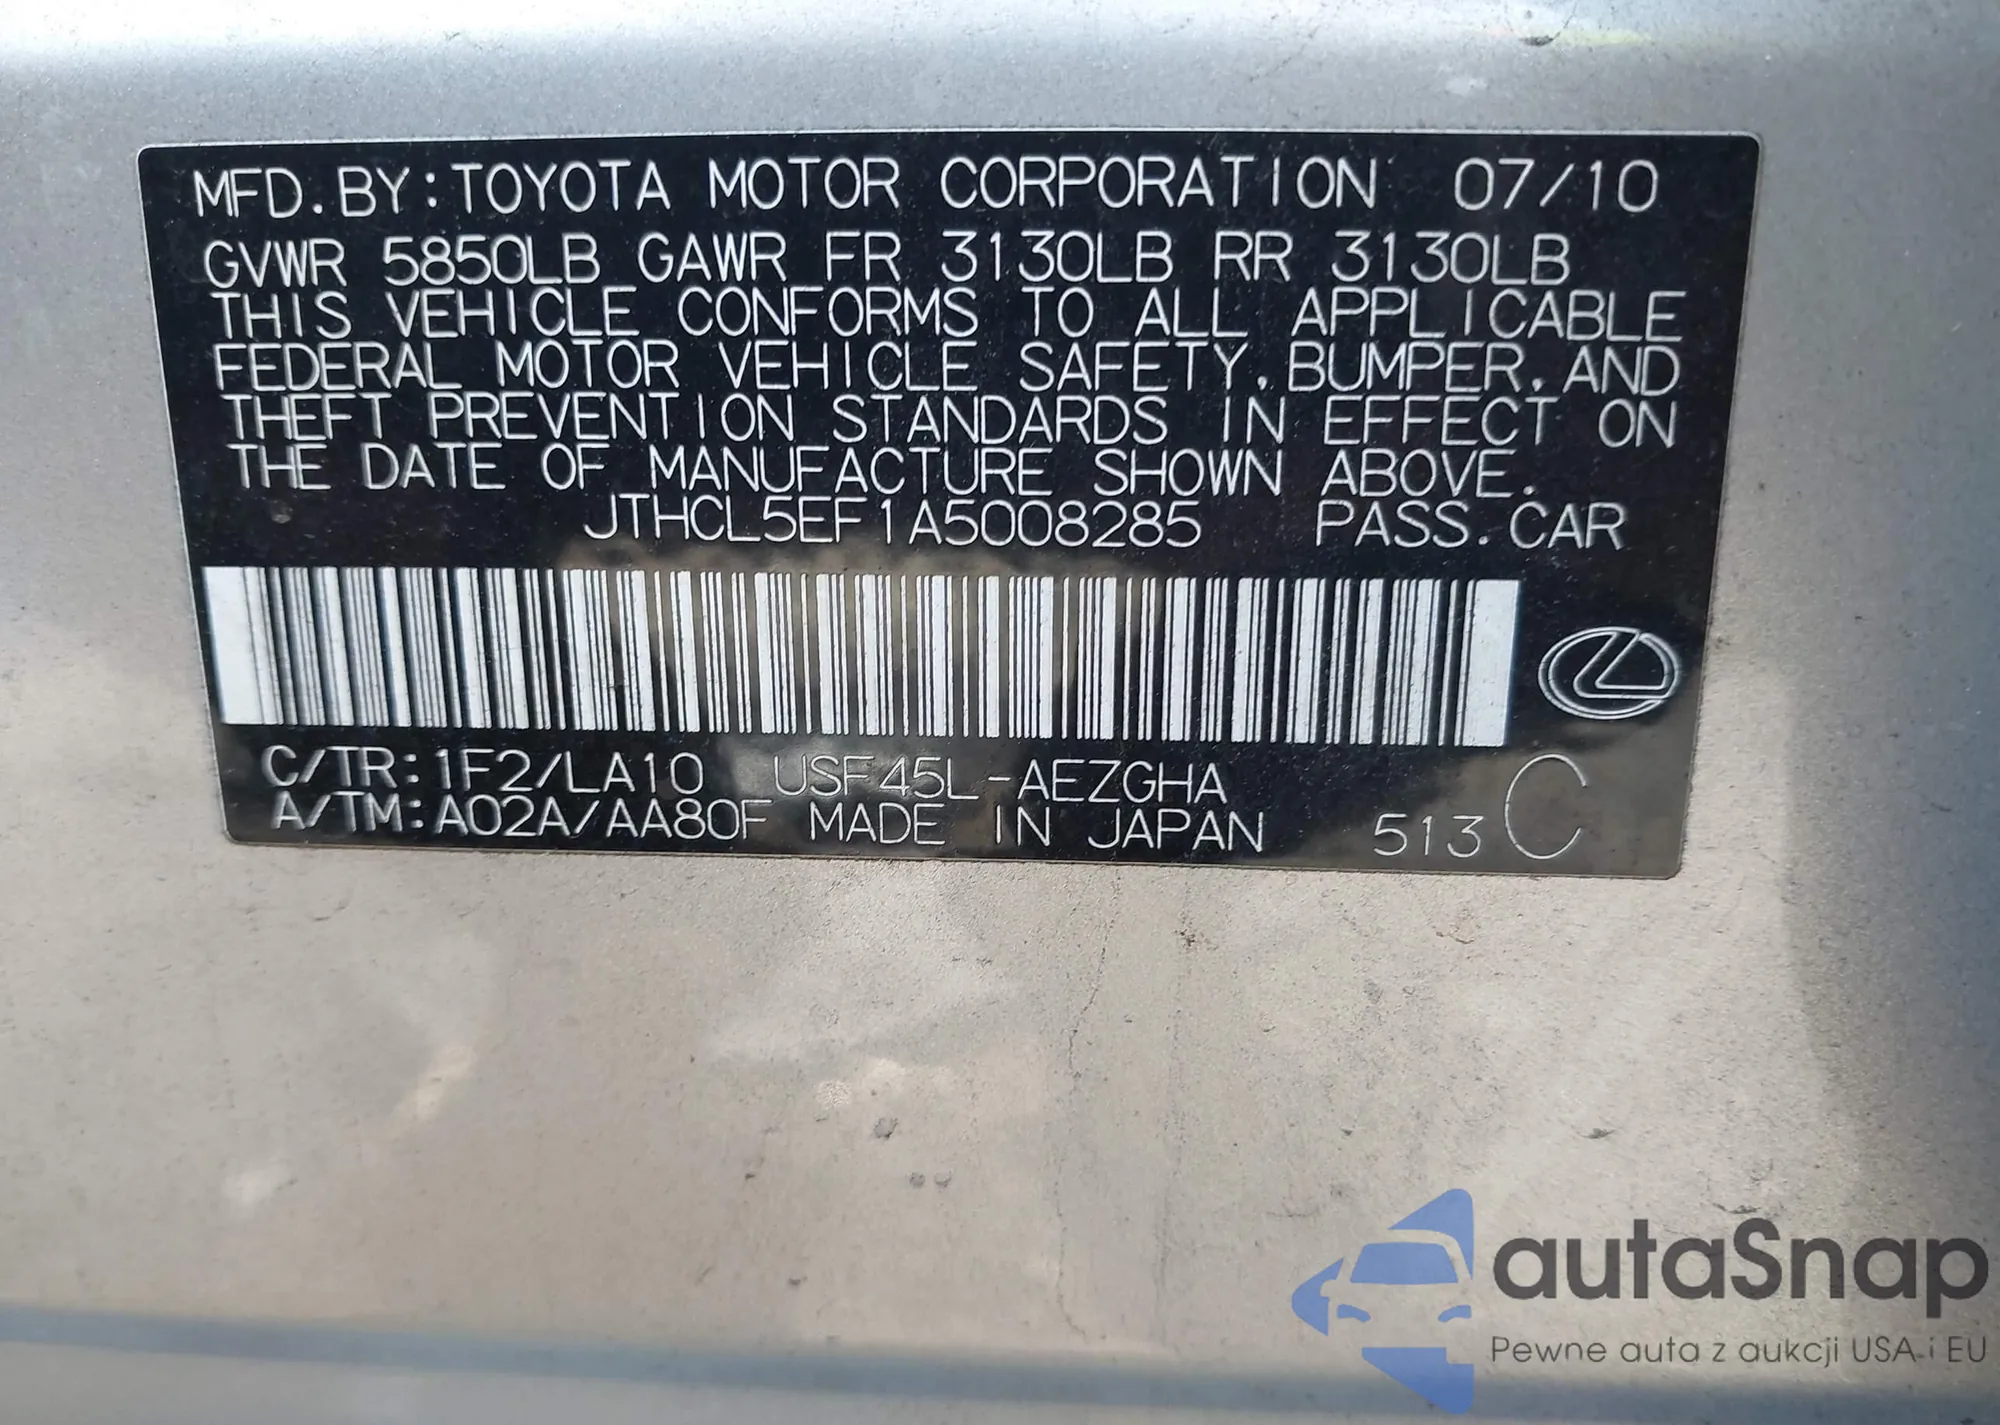 MFD. BY: TOYOTA MOTOR CORPORATION 07/10
GVWR 5850LB GAWR FR 3130LB RR 3130LB
THIS VEHICLE CONFORMS TO ALL APPLICABLE
FEDERAL MOTOR VEHICLE SAFETY, BUMPER, AND
THEFT PREVENTION STANDARDS IN EFFECT ON
THE DATE OF MANUFACTURE SHOWN ABOVE.
JTHCL5EF1A5008285 PASS. CAR
C/TR: 1F2/LA10 USF45L-AEZGHA
A/TM: A02A/AA80F MADE IN JAPAN 513 C
autaSnap
Pewne auta z aukcji USA i EU